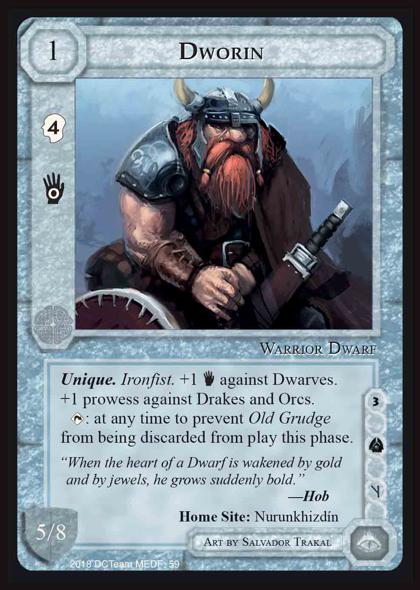 1
DWORIN
4
0
WARRIOR DWARF
Unique. Ironfist. +1 against Dwarves.
+1 prowess against Drakes and Orcs.
: at any time to prevent Old Grudge
from being discarded from play this phase.
“When the heart of a Dwarf is wakened by gold
and by jewels, he grows suddenly bold.”
—Hob
Home Site: Nurunkhizdín
3
5/8
ART BY SALVADOR TRAKAL
2018 DCTeam MEDF: 59